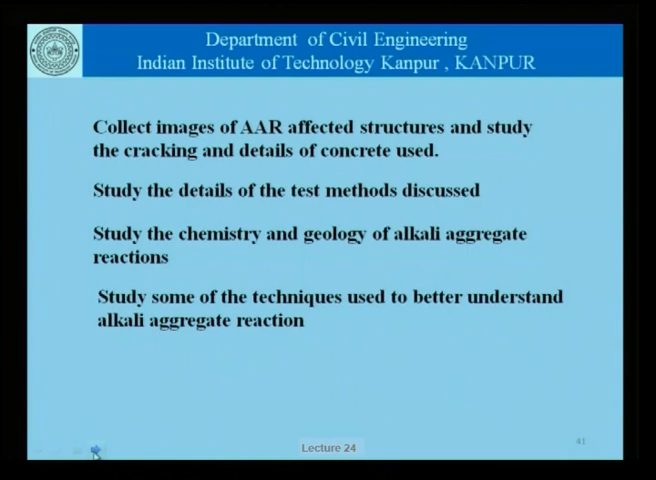 Department of Civil Engineering
Indian Institute of Technology Kanpur , KANPUR
Collect images of AAR affected structures and study
the cracking and details of concrete used.
Study the details of the test methods discussed
Study the chemistry and geology of alkali aggregate
reactions
Study some of the techniques used to better understand
alkali aggregate reaction
Lecture 24
41